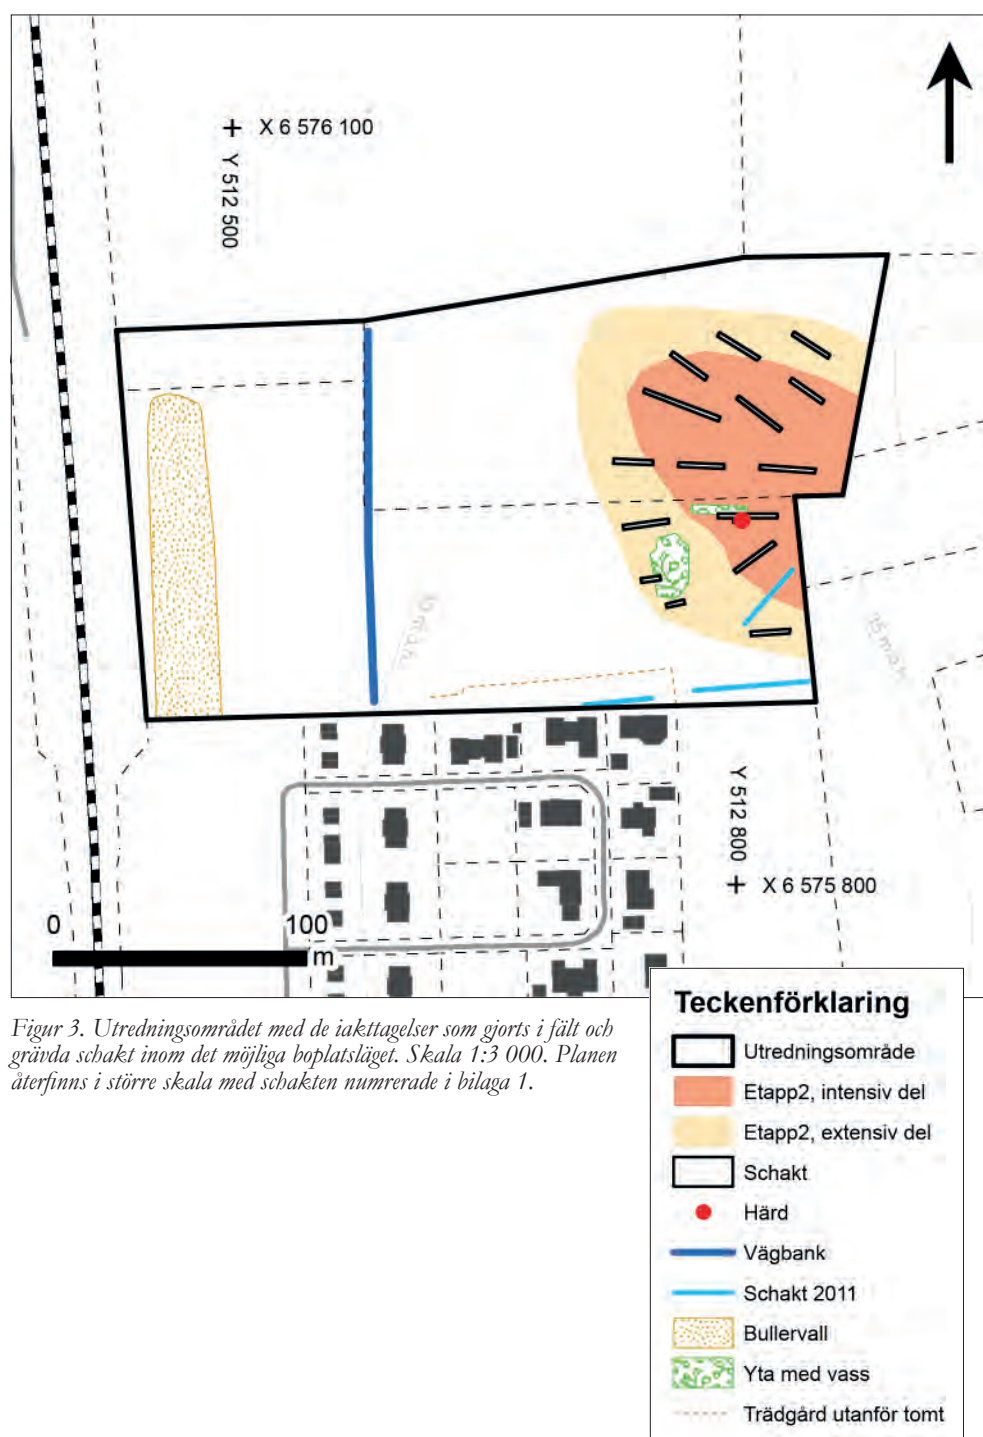 X 6 576 100
Y 512 500
30 m.ö.h.
25 m.ö.h.
Y 512 800
X 6 575 800
0 100
m
Figur 3. Utredningsområdet med de iakttagelser som gjorts i fält och
grävda schakt inom det möjliga boplatsläget. Skala 1:3 000. Planen
återfinns i större skala med schakten numrerade i bilaga 1.
Teckenförklaring
Utredningsområde
Etapp2, intensiv del
Etapp2, extensiv del
Schakt
Härd
Vägbank
Schakt 2011
Bullervall
Yta med vass
Trädgård utanför tomt